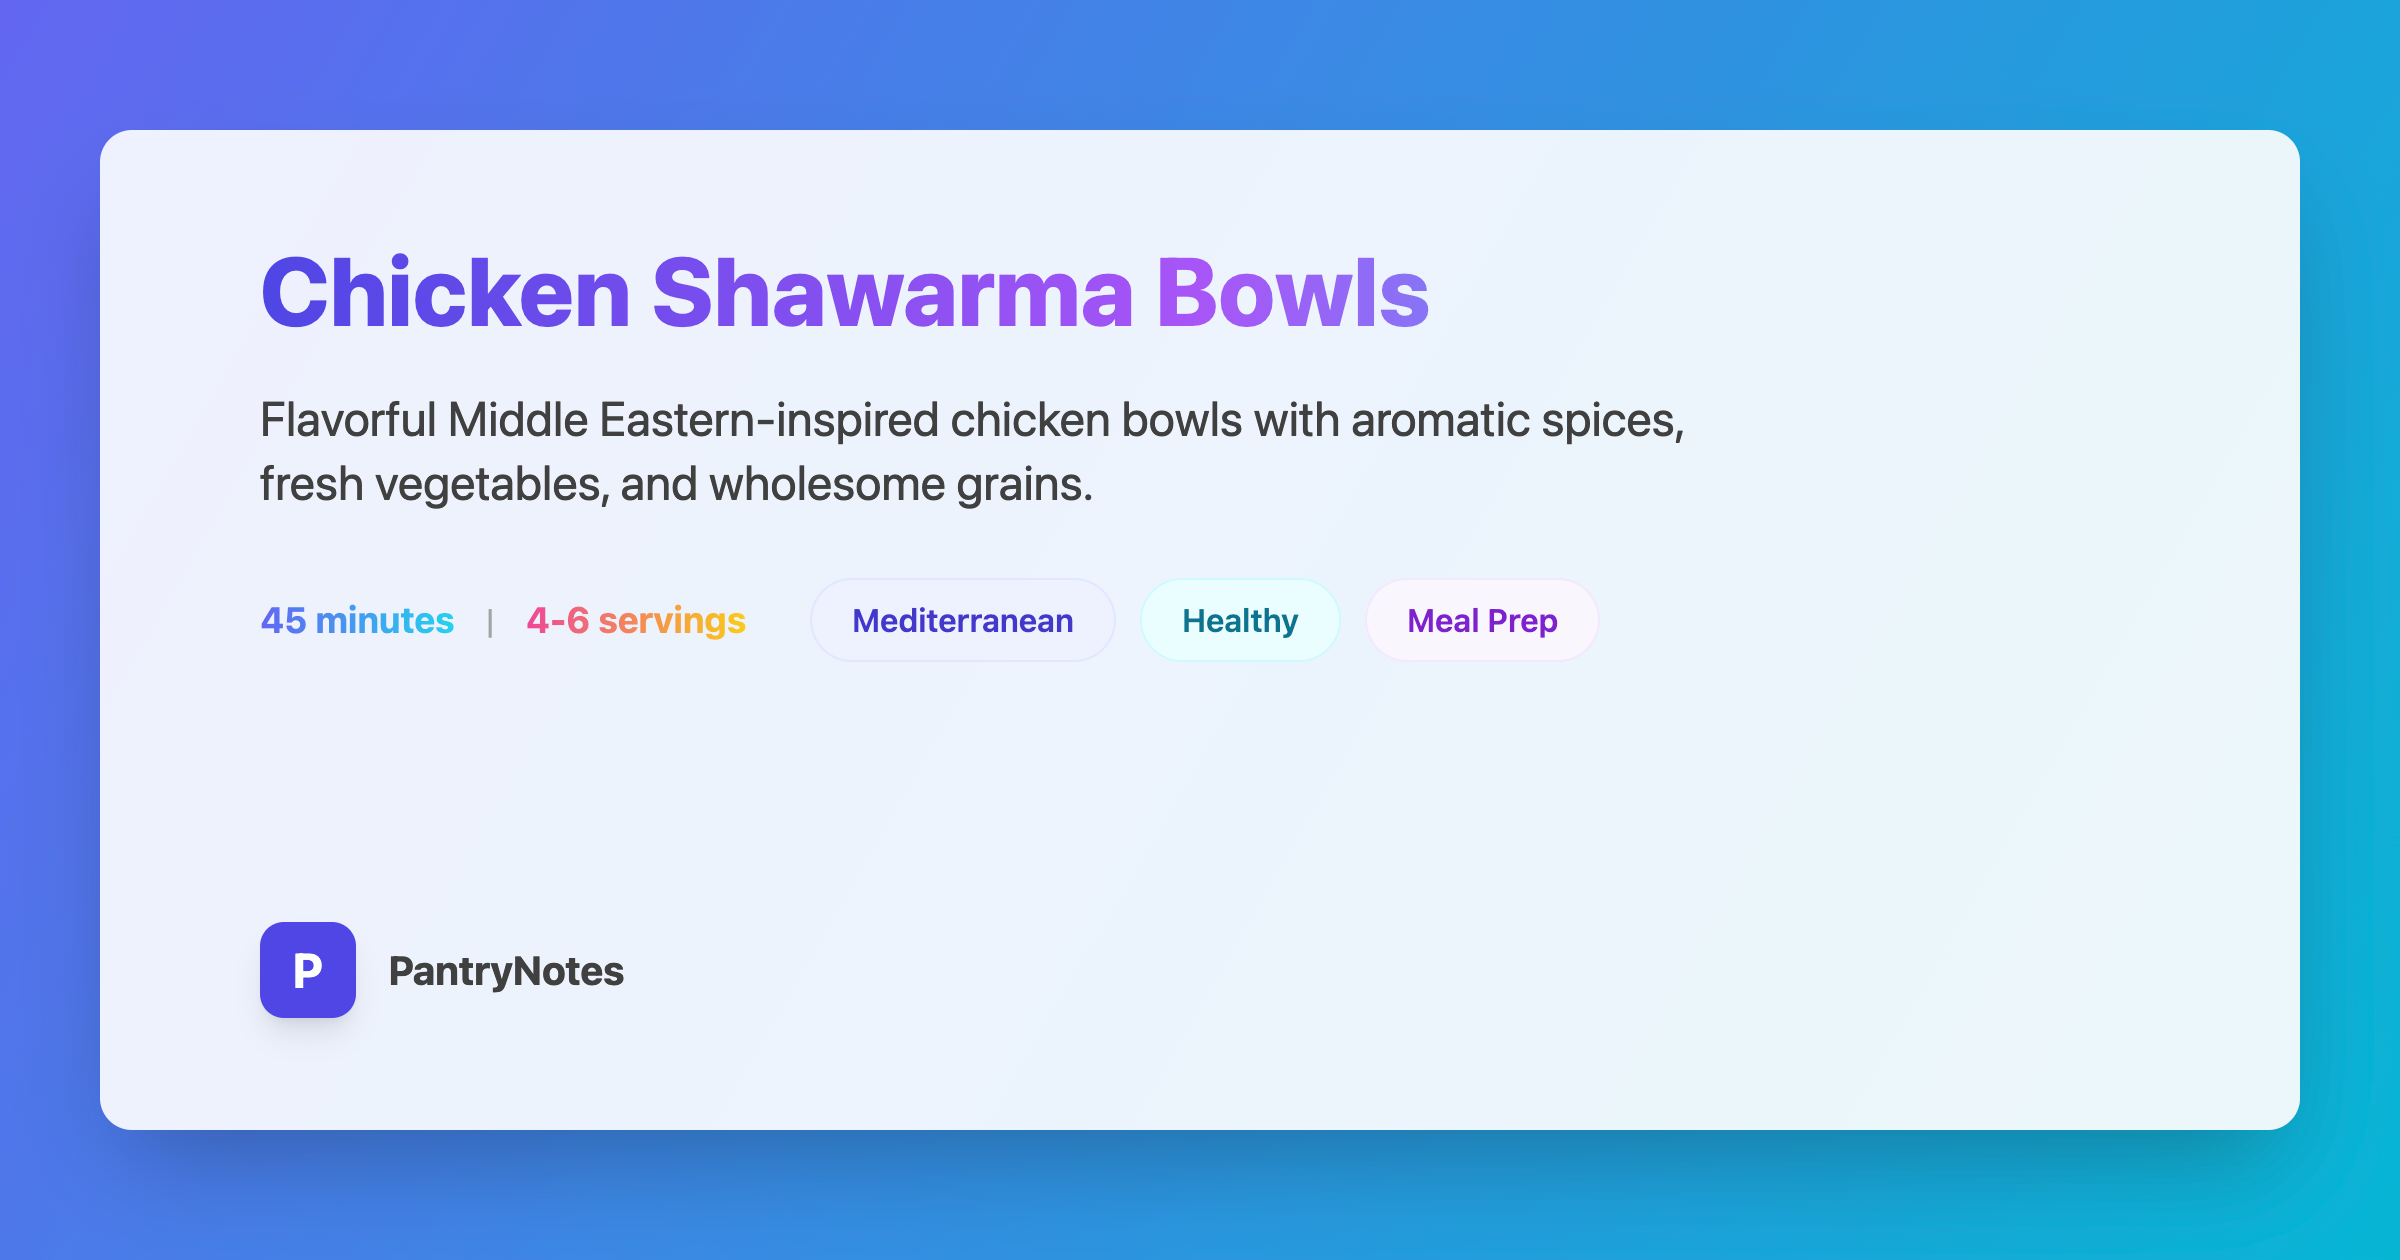 Chicken Shawarma Bowls
Flavorful Middle Eastern-inspired chicken bowls with aromatic spices,
fresh vegetables, and wholesome grains.
45 minutes | 4-6 servings Mediterranean Healthy Meal Prep
P PantryNotes